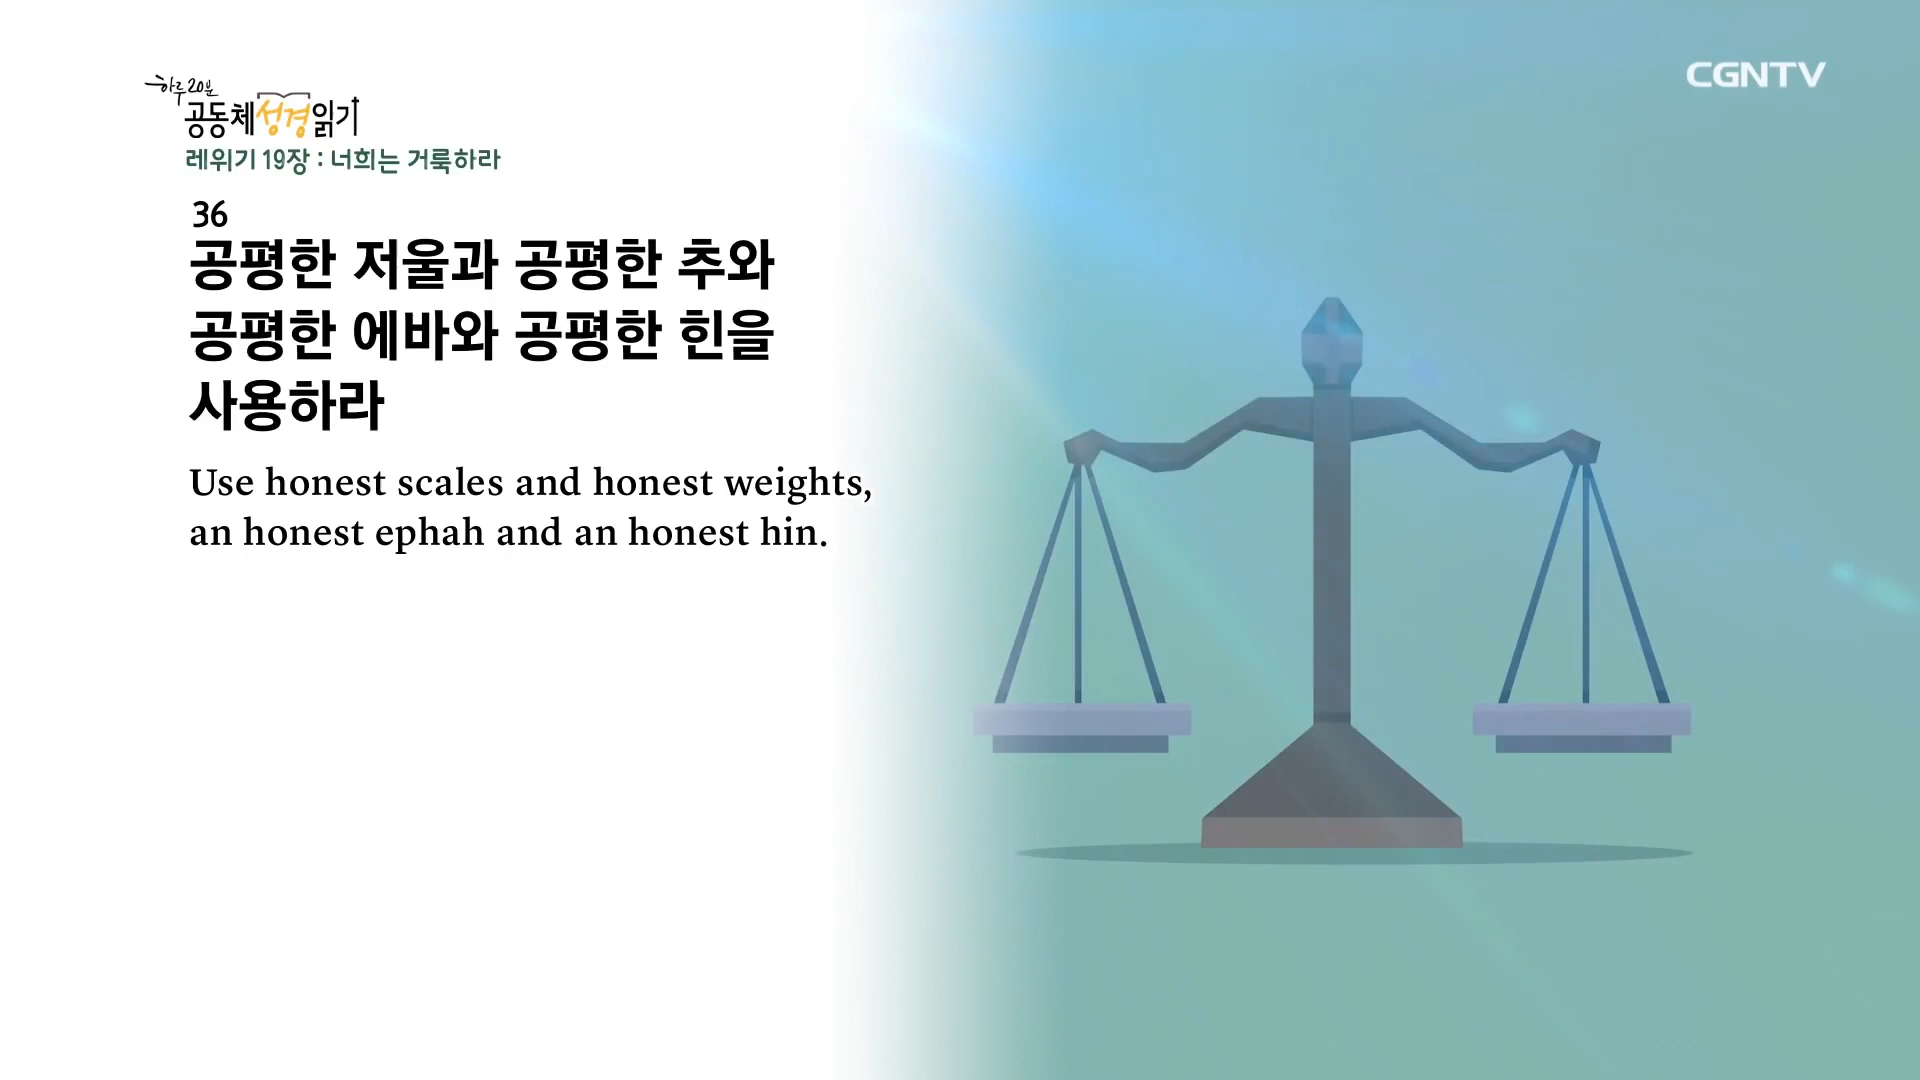 하루 20분
공동체성경읽기
레위기 19장 : 너희는 거룩하라
CGNTV
36
공평한 저울과 공평한 추와
공평한 에바와 공평한 힌을
사용하라
Use honest scales and honest weights,
an honest ephah and an honest hin.